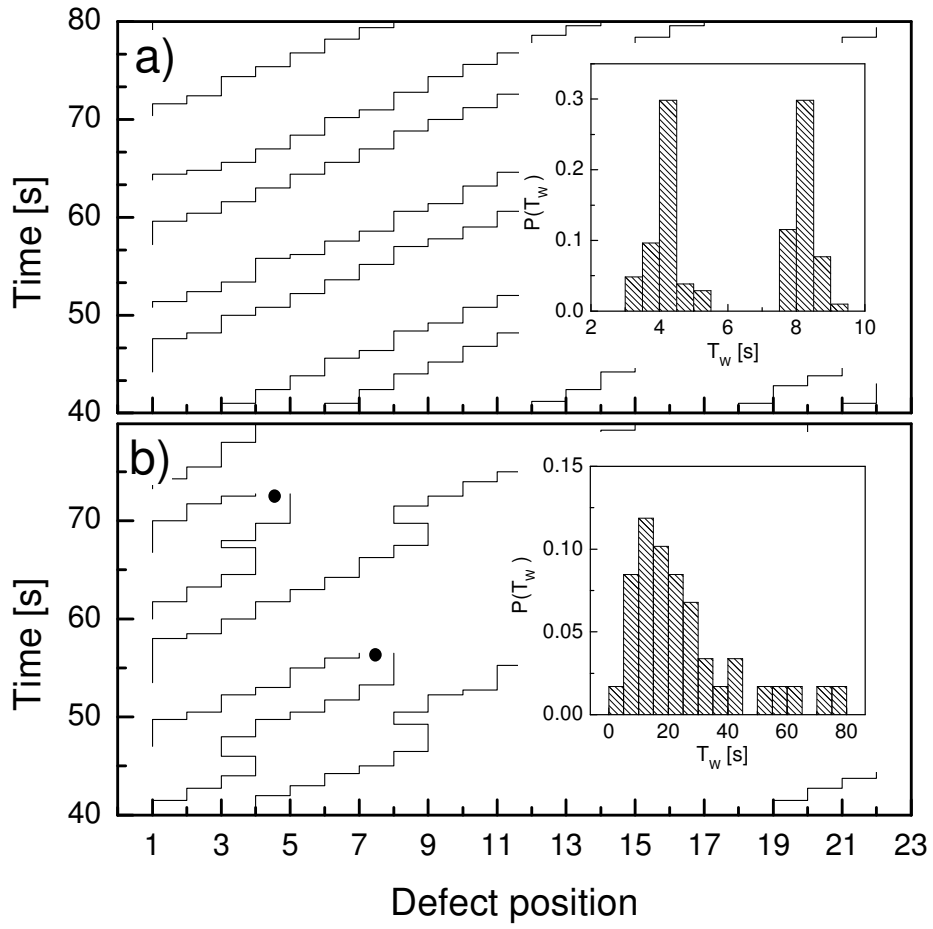 a)
80
70
60
50
40
Time [s]
0.3
0.2
0.1
0.0
P(T_W)
2 4 6 8 10
T_W [s]
b)
70
60
50
40
Time [s]
0.15
0.10
0.05
0.00
P(T_W)
0 20 40 60 80
T_W [s]
1 3 5 7 9 11 13 15 17 19 21 23
Defect position